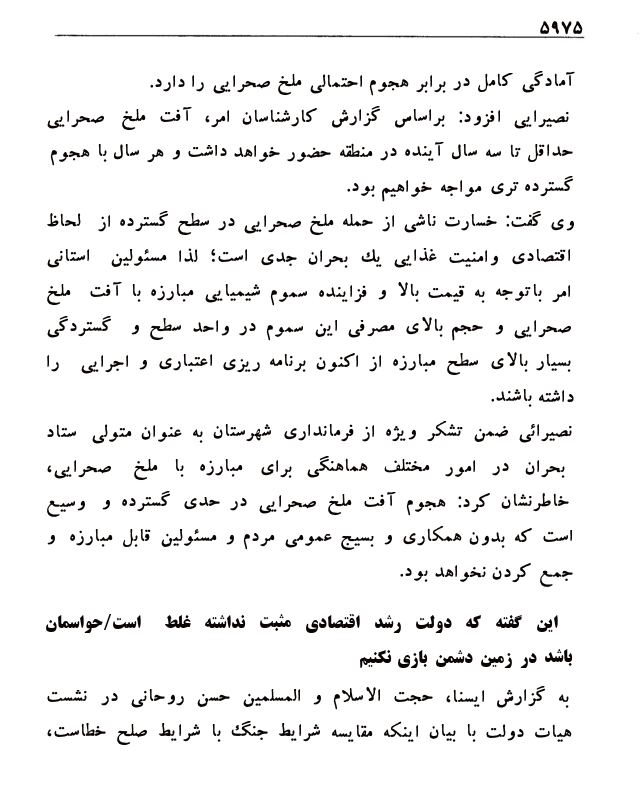 ۵۹۷۵
آمادگی کامل در برابر هجوم احتمالی ملخ صحرایی را دارد.
نصیرایی افزود: براساس گزارش کارشناسان امر، آفت ملخ صحرایی
حداقل تا سه سال آینده در منطقه حضور خواهد داشت و هر سال با هجوم
گسترده تری مواجه خواهیم بود.
وی گفت: خسارت ناشی از حمله ملخ صحرایی در سطح گسترده از لحاظ
اقتصادی وامنیت غذایی یك بحران جدی است؛ لذا مسئولین استانی
امر باتوجه به قیمت بالا و فزاینده سموم شیمیایی مبارزه با آفت ملخ
صحرایی و حجم بالای مصرفی این سموم در واحد سطح و گستردگی
بسیار بالای سطح مبارزه از اکنون برنامه ریزی اعتباری و اجرایی را
داشته باشند.
نصیرائی ضمن تشکر ویژه از فرمانداری شهرستان به عنوان متولی ستاد
بحران در امور مختلف هماهنگی برای مبارزه با ملخ صحرایی،
خاطرنشان کرد: هجوم آفت ملخ صحرایی در حدی گسترده و وسیع
است که بدون همکاری و بسیج عمومی مردم و مسئولین قابل مبارزه و
جمع کردن نخواهد بود.
این گفته که دولت رشد اقتصادی مثبت نداشته غلط است/حواسمان
باشد در زمین دشمن بازی نکنیم
به گزارش ایسنا، حجت الاسلام و المسلمین حسن روحانی در نشست
هیات دولت با بیان اینکه مقایسه شرایط جنگ با شرایط صلح خطاست،